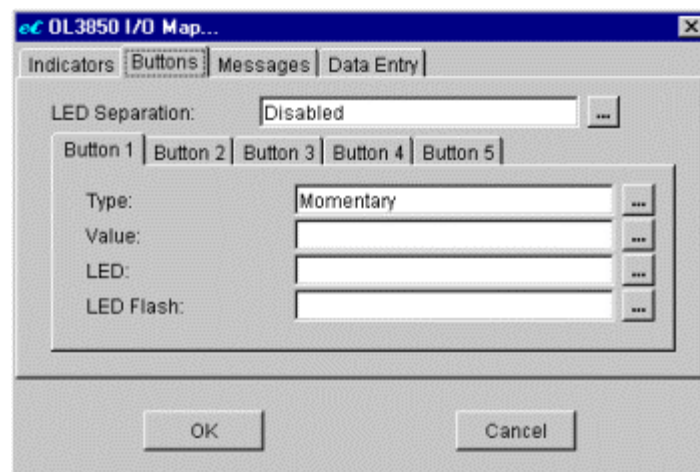 eC OL3850 I/O Map...
Indicators Buttons Messages Data Entry
LED Separation: Disabled ...
Button 1 Button 2 Button 3 Button 4 Button 5
Type: Momentary ...
Value: ...
LED: ...
LED Flash: ...
OK Cancel